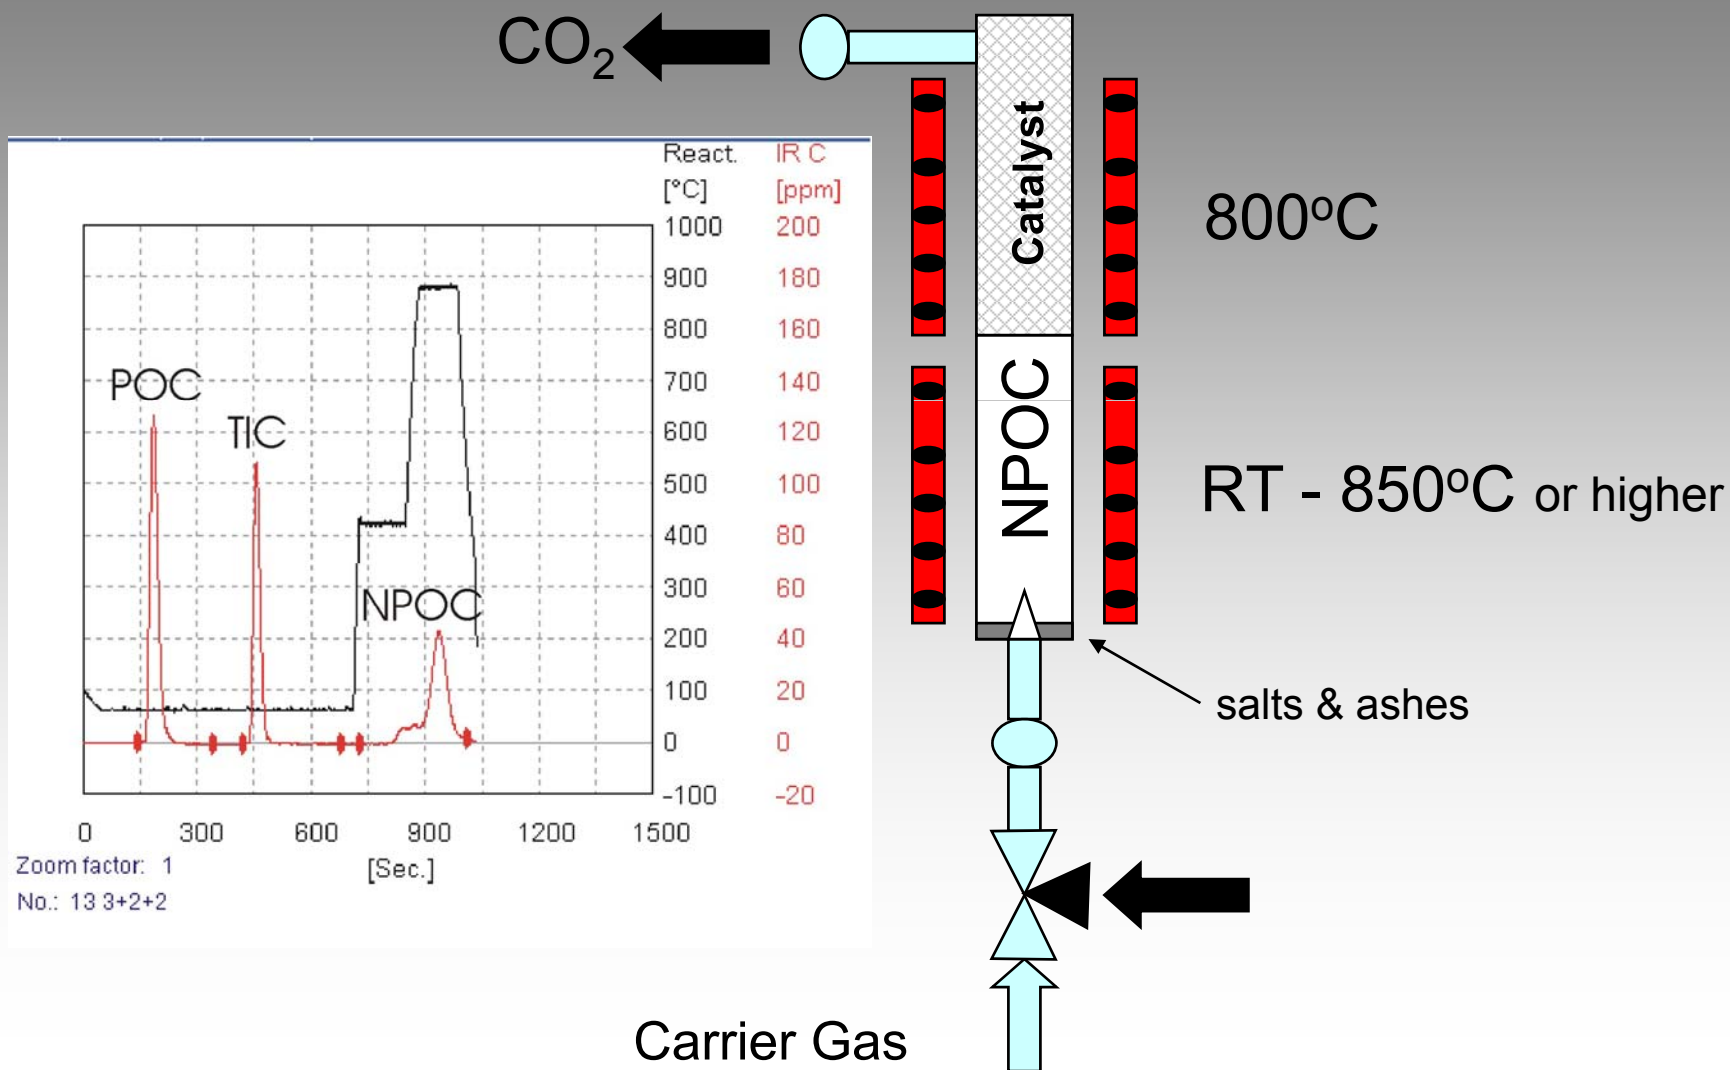 CO2
Catalyst
800oC
NPOC
RT - 850oC or higher
salts & ashes
Carrier Gas
React. IR C
[°C] [ppm]
1000 200
900 180
800 160
700 140
600 120
500 100
400 80
300 60
200 40
100 20
0 0
-100 -20
POC
TIC
NPOC
0 300 600 900 1200 1500
[Sec.]
Zoom factor: 1
No.: 13 3+2+2